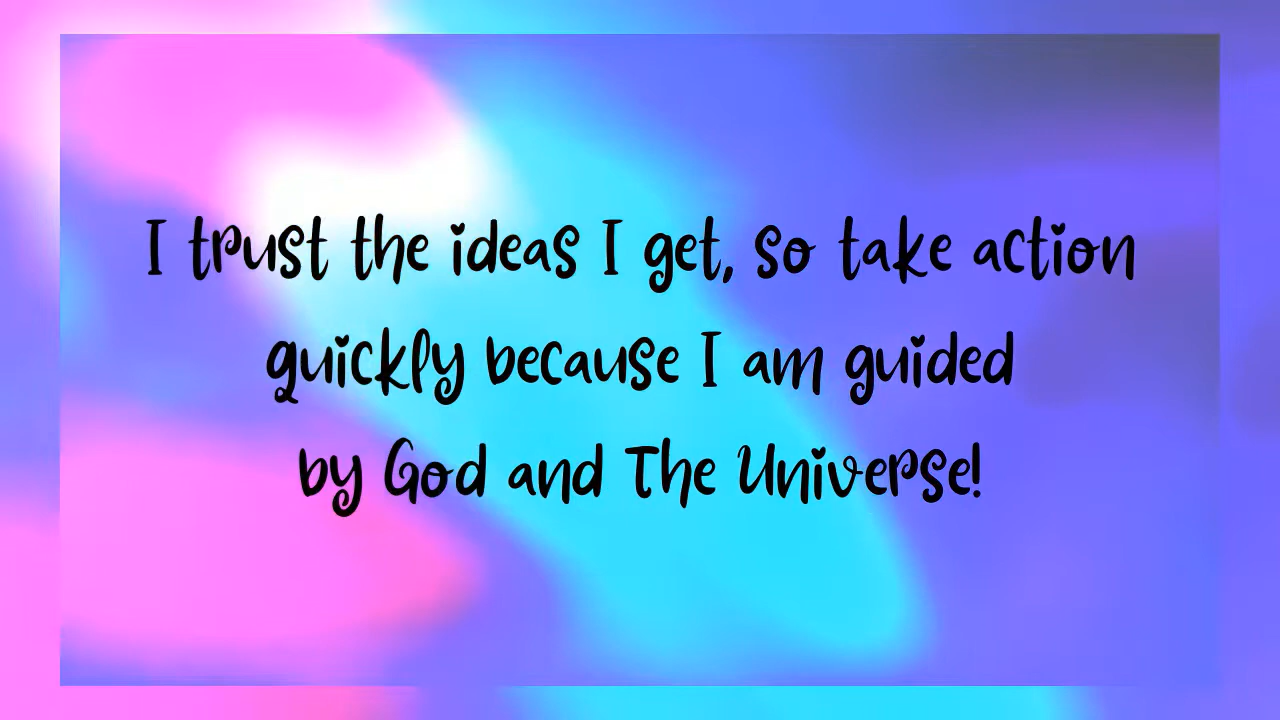 I trust the ideas I get, so take action
quickly because I am guided
by God and The Universe!